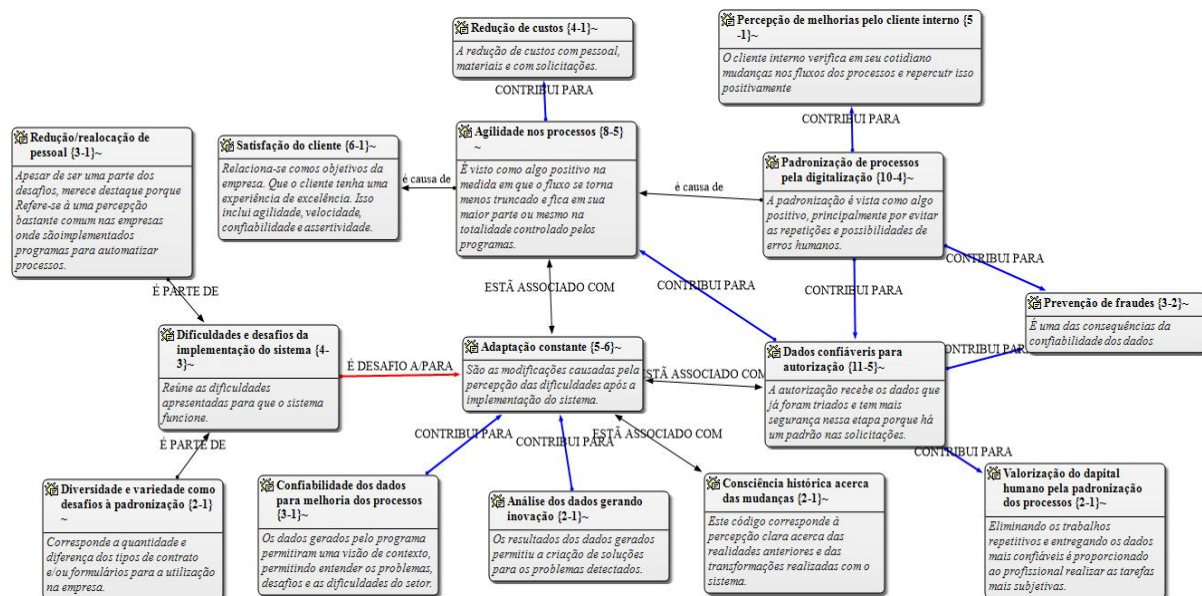 Redução de custos {4-1}~
A redução de custos com pessoal,
materiais e com solicitações.
Percepção de melhorias pelo cliente interno {5
-1}~
O cliente interno verifica em seu cotidiano
mudanças nos fluxos dos processos e repercutr isso
positivamente
CONTRIBUI PARA
CONTRIBUI PARA
Redução/realocação de
pessoal {3-1}~
Apesar de ser uma parte dos
desafios, merece destaque porque
Refere-se à uma percepção
bastante comum nas empresas
onde sãoimplementados
programas para automatizar
processos.
Satisfação do cliente {6-1}~
Relaciona-se comos objetivos da
empresa. Que o cliente tenha uma
experiência de excelência. Isso
inclui agilidade, velocidade,
confiabilidade e assertividade.
é causa de
Agilidade nos processos {8-5}
~
É visto como algo positivo na
medida em que o fluxo se torna
menos truncado e fica em sua
maior parte ou mesmo na
totalidade controlado pelos
programas.
é causa de
Padronização de processos
pela digitalização {10-4}~
A padronização é vista como algo
positivo, principalmente por evitar
as repetições e possibilidades de
erros humanos.
É PARTE DE
ESTÃ ASSOCIADO COM
CONTRIBUI PARA
CONTRIBUI PARA
CONTRIBUI PARA
Prevenção de fraudes {3-2}~
É uma das consequências da
confiabilidade dos dados
Dificuldades e desafios da
implementação do sistema {4-
3}~
Reúne as dificuldades
apresentadas para que o sistema
funcione.
É DESAFIO A/PARA
Adaptação constante {5-6}~
São as modificações causadas pela
percepção das dificuldades após a
implementação do sistema.
ESTÃ ASSOCIADO COM
Dados confiáveris para
autorização {11-5}~
A autorização recebe os dados que
já foram triados e tem mais
segurança nessa etapa porque há
um padrão nas solicitações.
CONTRIBUI PARA
É PARTE DE
CONTRIBUI PARA
CONTRIBUI PARA
ESTÃ ASSOCIADO COM
CONTRIBUI PARA
Diversidade e variedade como
desafios à padronização {2-1}
~
Corresponde a quantidade e
diferença dos tipos de contrato
e/ou formulários para a utilização
na empresa.
Confiabilidade dos dados
para melhoria dos processos
{3-1}~
Os dados gerados pelo programa
permitiram uma visão de contexto,
permitindo entender os problemas,
desafios e as dificuldades do setor.
Análise dos dados gerando
inovação {2-1}~
Os resultados dos dados gerados
permitiu a criação de soluções
para os problemas detectados.
Consciência histórica acerca
das mudanças {2-1}~
Este código corresponde à
percepção clara acerca das
realidades anteriores e das
transformações realizadas com o
sistema.
Valorização do dapital
humano pela padronização
dos processos {2-1}~
Eliminando os trabalhos
repetitivos e entregando os dados
mais confiáveis é proporcionado
ao profissional realizar as tarefas
mais subjetivas.